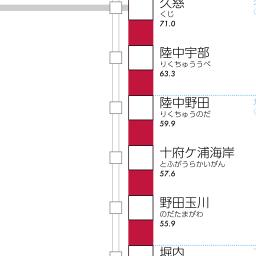 久慈
くじ
71.0
陸中宇部
りくちゅううべ
63.3
陸中野田
りくちゅうのだ
59.9
十府ケ浦海岸
とふがうらかいがん
57.6
野田玉川
のだたまがわ
55.9
堀内